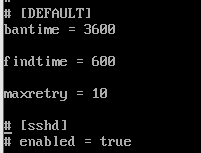 # [DEFAULT]
bantime = 3600
findtime = 600
maxretry = 10
# [sshd]
# enabled = true